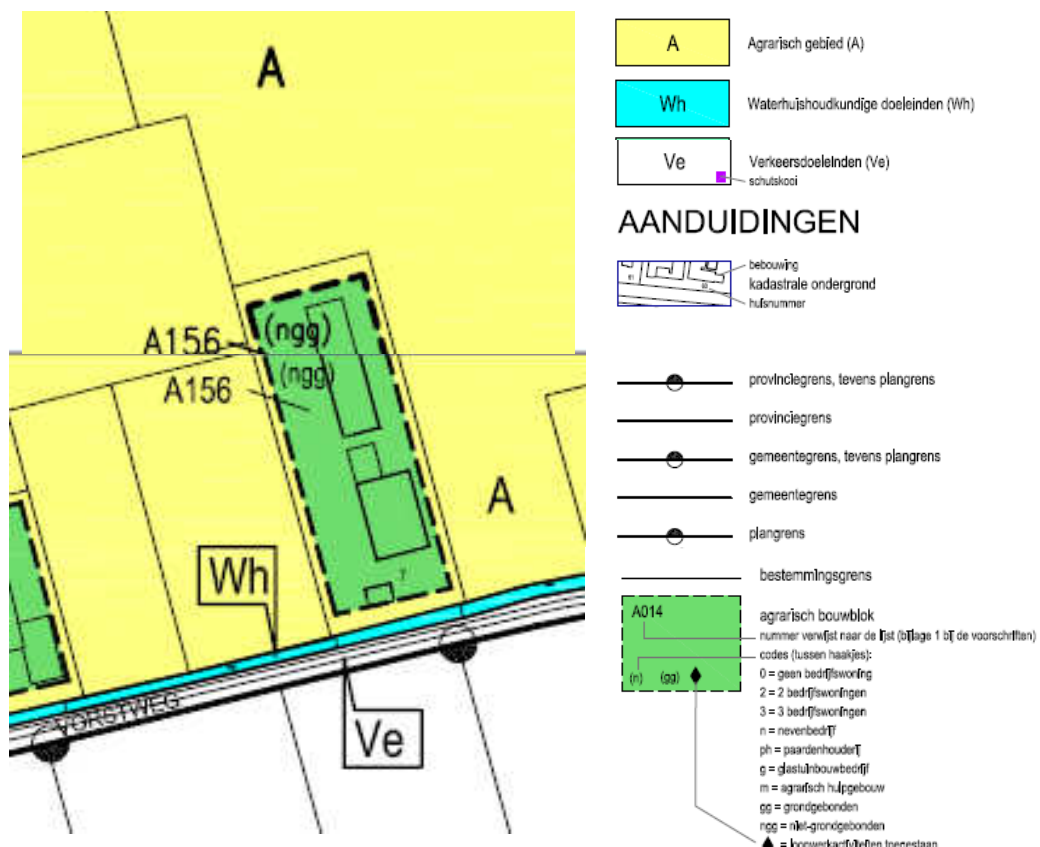 A
A156 (ngg)
(ngg)
A156
A
Wh
7
VORSTWEG
Ve
A
Agrarisch gebied (A)
Wh
Waterhuishoudkundige doeleinden (Wh)
Ve
Verkeersdoeleinden (Ve)
schutskooi
AANDUIDINGEN
bebouwing
kadastrale ondergrond
huisnummer
provinciegrens, tevens plangrens
provinciegrens
gemeentegrens, tevens plangrens
gemeentegrens
plangrens
bestemmingsgrens
A014
(n) (gg)
agrarisch bouwblok
nummer verwijst naar de lijst (bijlage 1 bij de voorschriften)
codes (tussen haakjes):
0 = geen bedrijfswoning
2 = 2 bedrijfswoningen
3 = 3 bedrijfswoningen
n = nevenbedrijf
ph = paardenhouderij
g = glastuinbouwbedrijf
m = agrarisch hulpgebouw
gg = grondgebonden
ngg = niet-grondgebonden
= loonwerkactiviteiten toegestaan